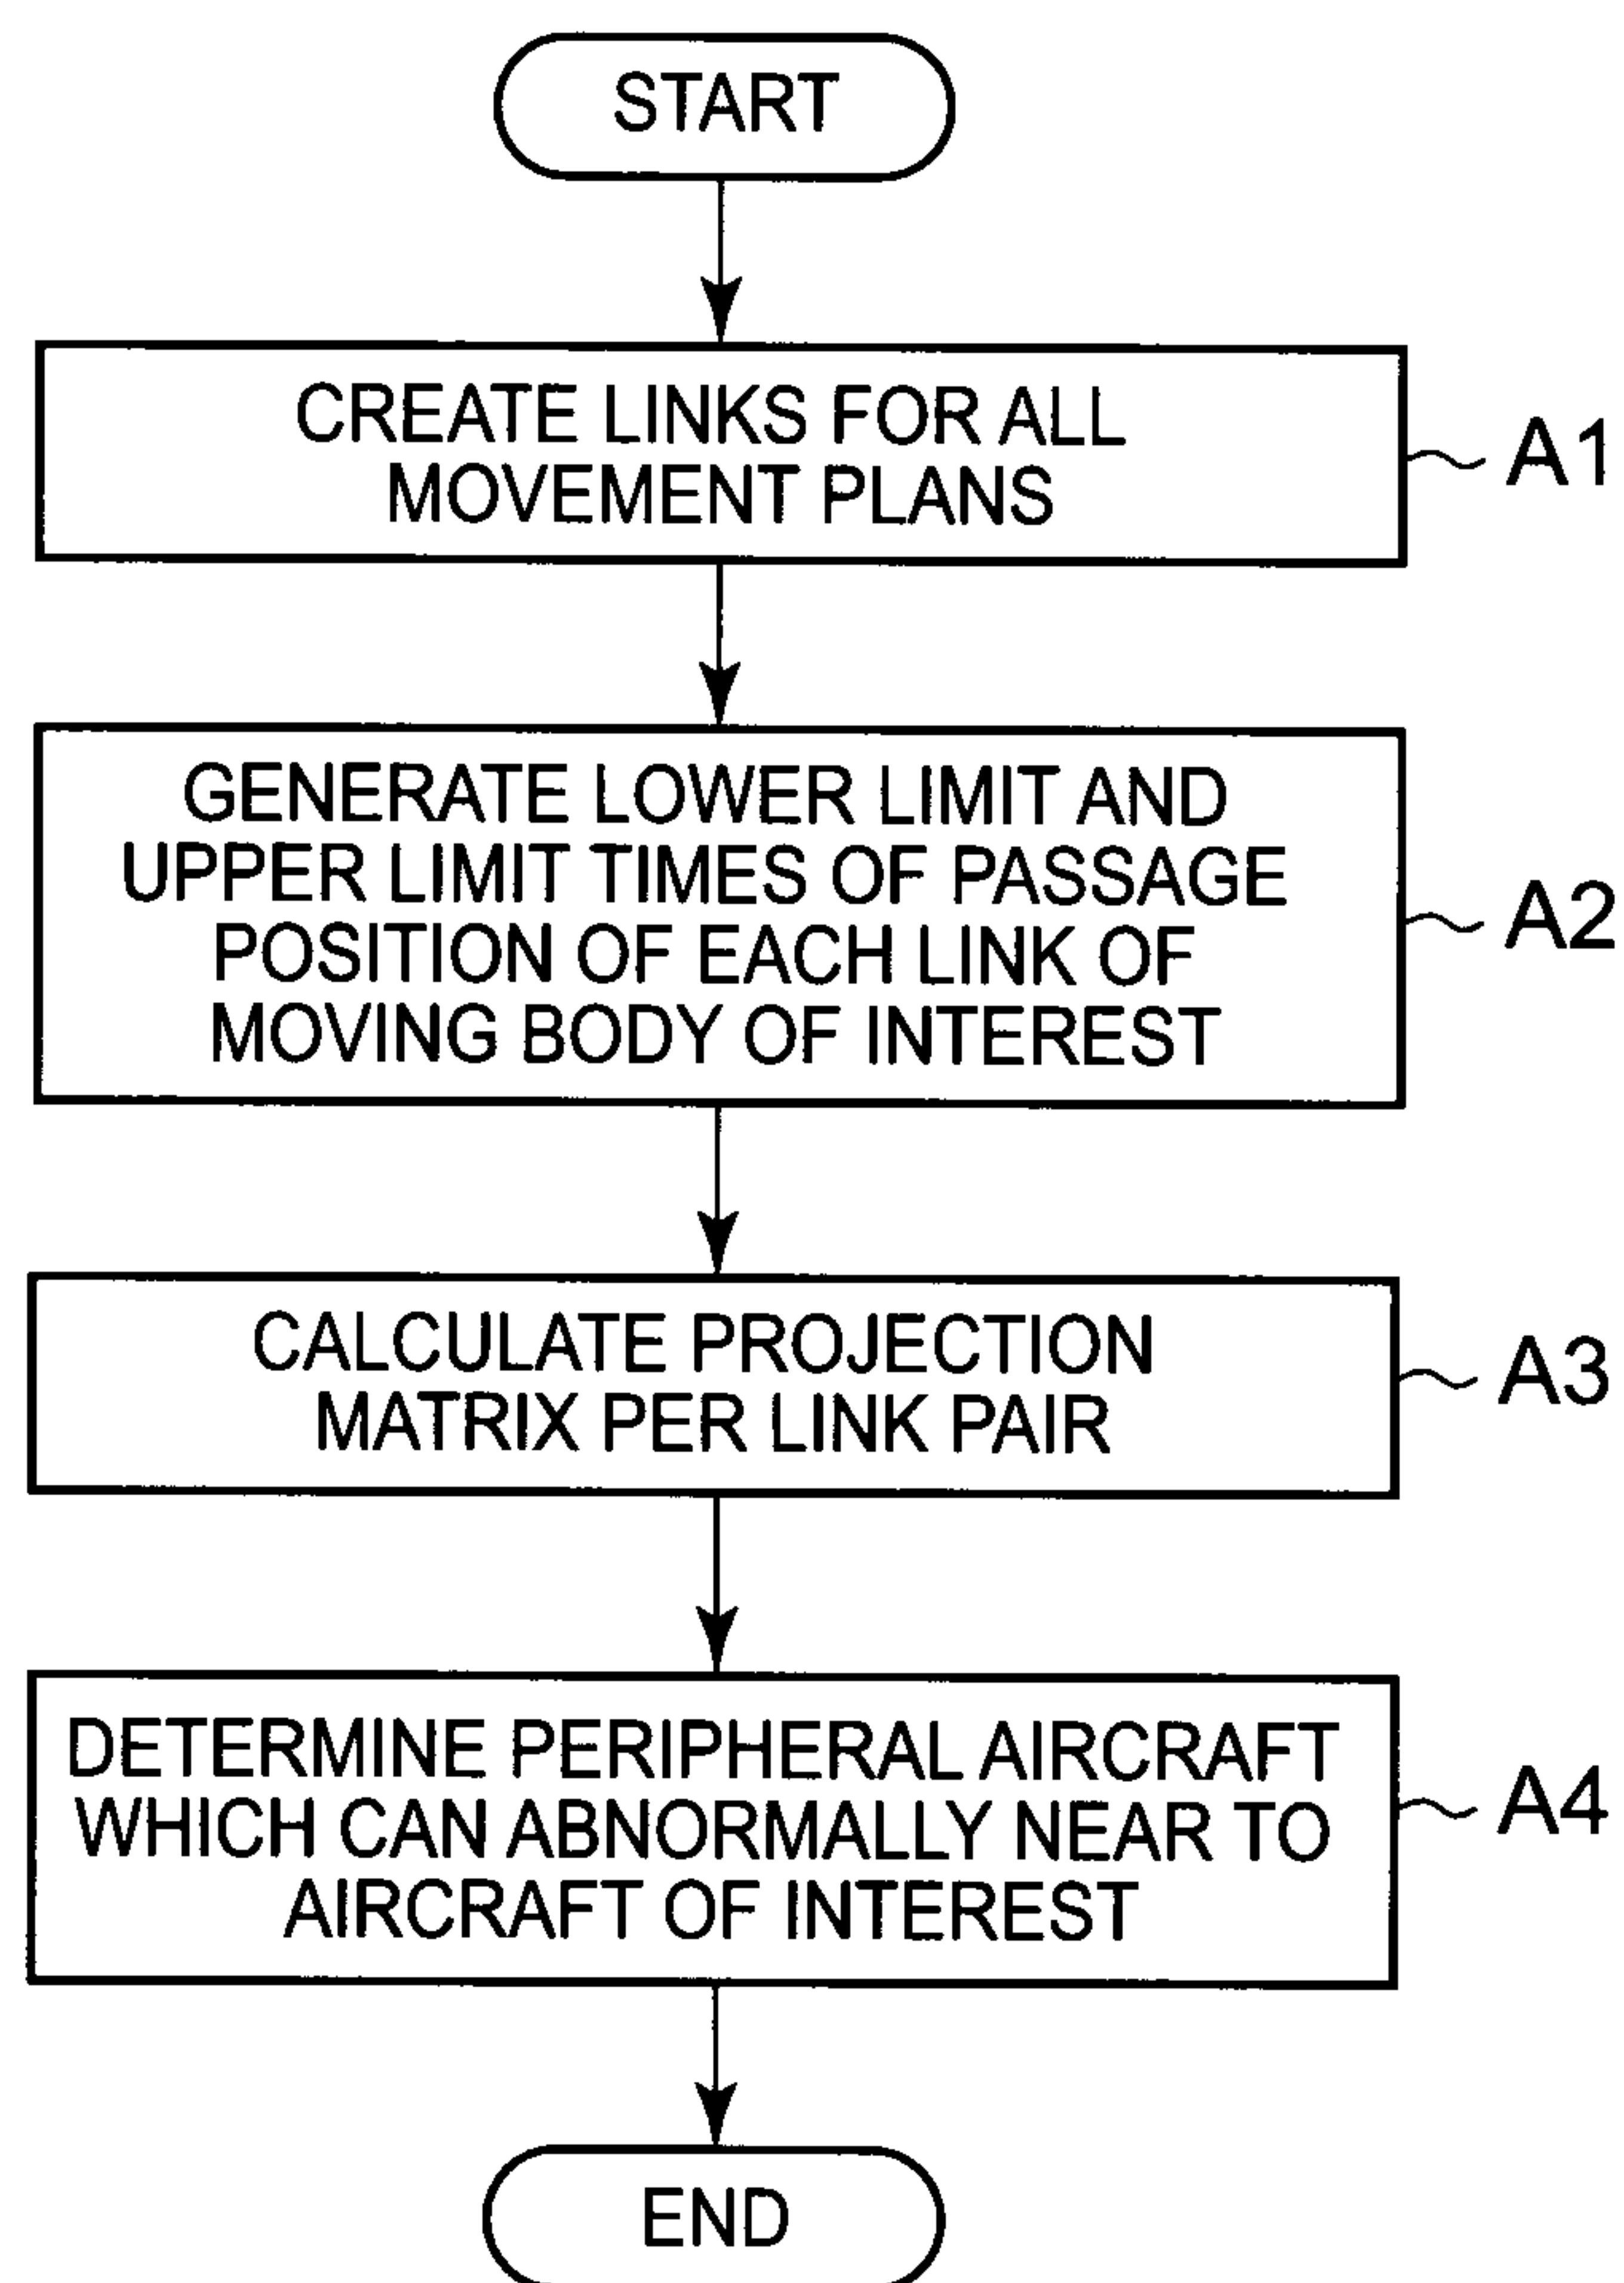 START
CREATE LINKS FOR ALL
MOVEMENT PLANS
A1
GENERATE LOWER LIMIT AND
UPPER LIMIT TIMES OF PASSAGE
POSITION OF EACH LINK OF
MOVING BODY OF INTEREST
A2
CALCULATE PROJECTION
MATRIX PER LINK PAIR
A3
DETERMINE PERIPHERAL AIRCRAFT
WHICH CAN ABNORMALLY NEAR TO
AIRCRAFT OF INTEREST
A4
END